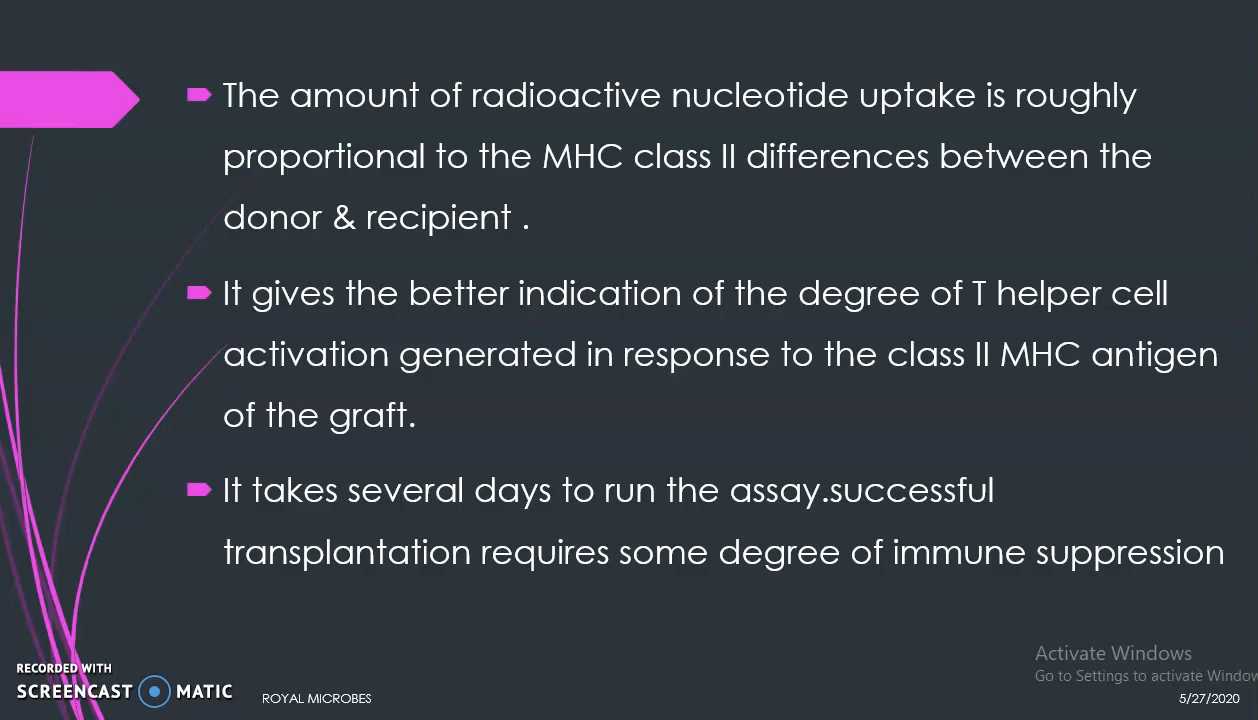 The amount of radioactive nucleotide uptake is roughly
proportional to the MHC class II differences between the
donor & recipient .
It gives the better indication of the degree of T helper cell
activation generated in response to the class II MHC antigen
of the graft.
It takes several days to run the assay.successful
transplantation requires some degree of immune suppression
Activate Windows
Go to Settings to activate Window
RECORDED WITH
SCREENCAST MATIC
ROYAL MICROBES
5/27/2020